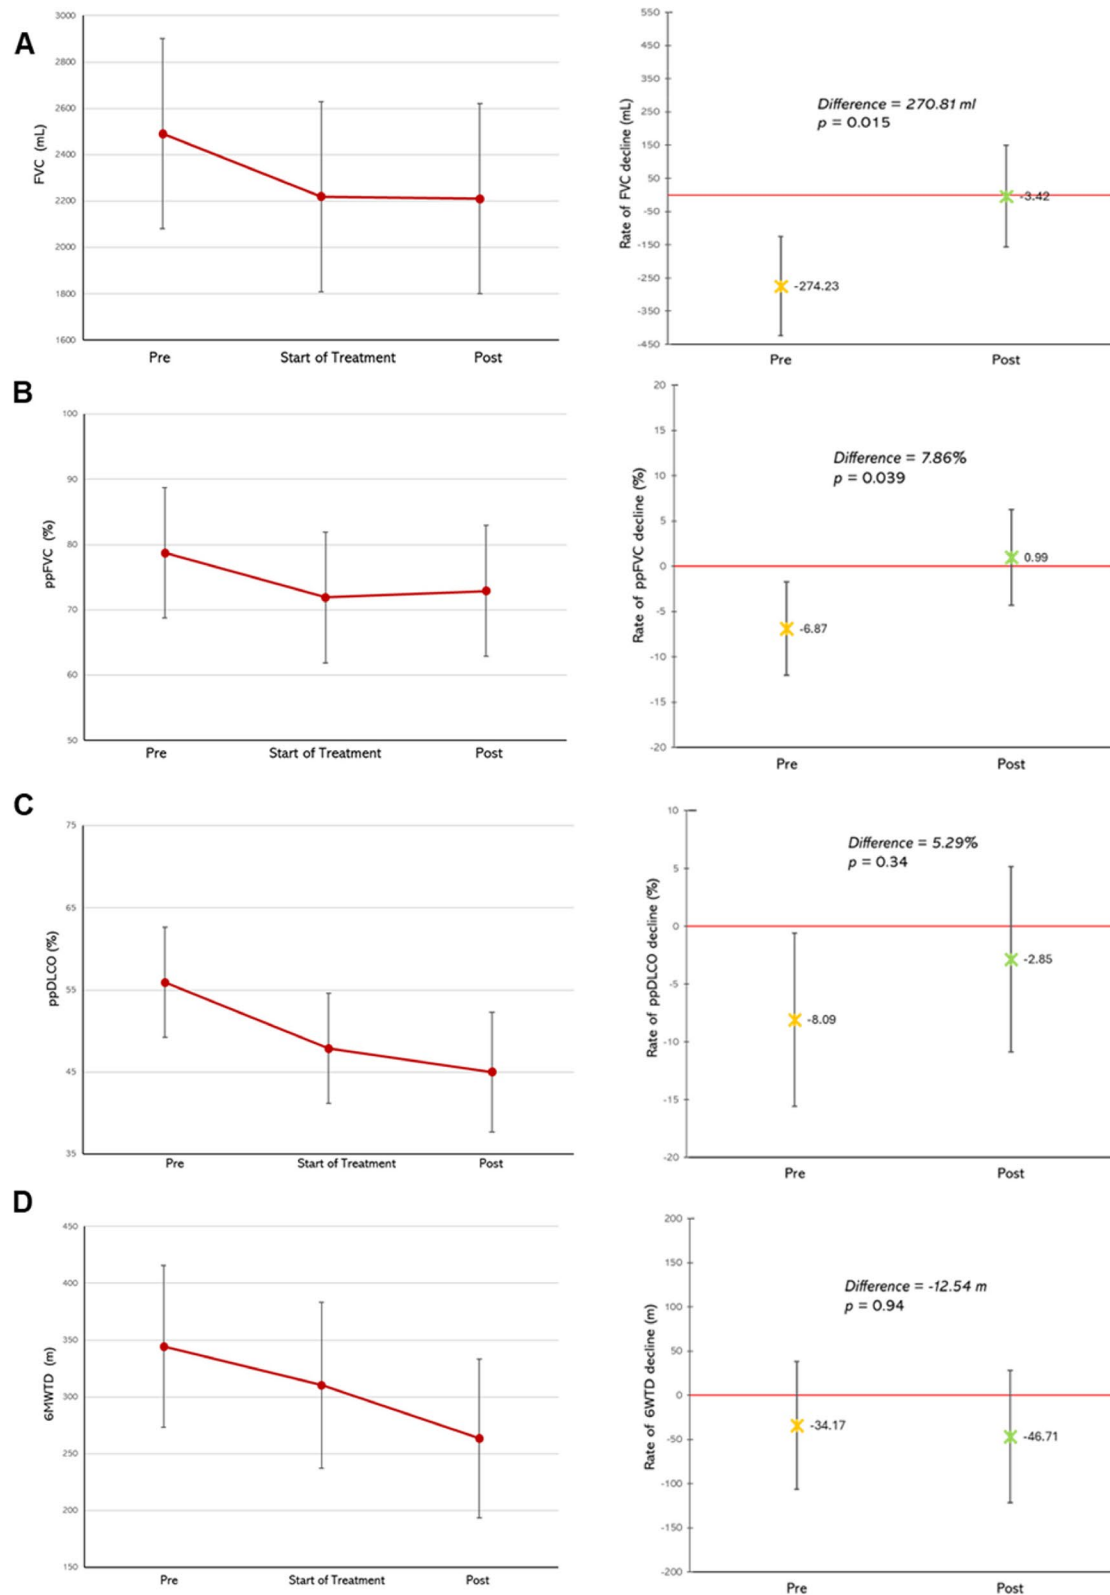 A
FVC (mL)
3000
2800
2600
2400
2200
2000
1800
1600
Pre
Start of Treatment
Post
Rate of FVC decline (mL)
550
450
350
250
150
50
-50
-150
-250
-350
-450
Difference = 270.81 ml
p = 0.015
-274.23
-3.42
Pre
Post
B
ppFVC (%)
100
90
80
70
60
50
Pre
Start of Treatment
Post
Rate of ppFVC decline (%)
20
15
10
5
0
-5
-10
-15
-20
Difference = 7.86%
p = 0.039
-6.87
0.99
Pre
Post
C
ppDLCO (%)
75
65
55
45
35
Pre
Start of Treatment
Post
Rate of ppDLCO decline (%)
10
5
0
-5
-10
-15
-20
Difference = 5.29%
p = 0.34
-8.09
-2.85
Pre
Post
D
6MWTD (m)
450
400
350
300
250
200
150
Pre
Start of Treatment
Post
Rate of 6WTD decline (m)
200
150
100
50
0
-50
-100
-150
-200
Difference = -12.54 m
p = 0.94
-34.17
-46.71
Pre
Post